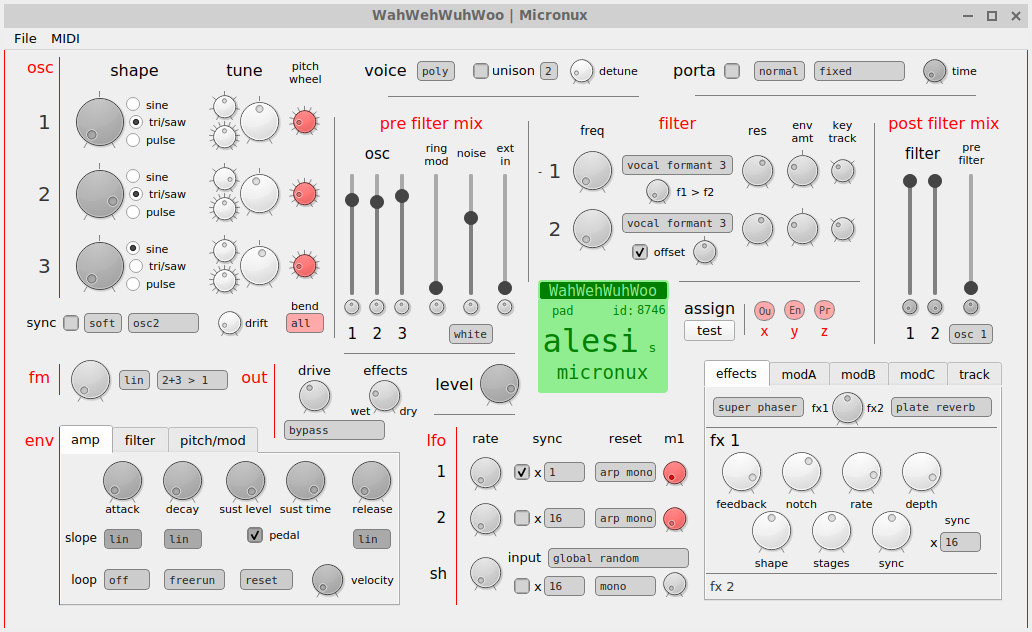 WahWehWuhWoo | Micronux
File MIDI
osc shape tune pitch wheel
1 sine
tri/saw
pulse
2 sine
tri/saw
pulse
3 sine
tri/saw
pulse
sync soft osc2 drift
bend
all
voice poly unison 2 detune
porta normal fixed time
pre filter mix
osc ring mod noise ext in
1 2 3 white
filter
freq res env amt key track
- 1 vocal formant 3
f1 > f2
2 vocal formant 3
offset
post filter mix
filter pre filter
1 2 osc 1
WahWehWuhWoo
pad id: 8746
alesi s
micronux
assign
test
Ou En Pr
x y z
fm lin 2+3 > 1
out drive effects
wet dry
bypass
level
env amp filter pitch/mod
attack decay sust level sust time release
slope lin lin pedal lin
loop off freerun reset velocity
lfo rate sync reset m1
1 x 1 arp mono
2 x 16 arp mono
input global random
sh x 16 mono
effects modA modB modC track
super phaser fx1 fx2 plate reverb
fx 1
feedback notch rate depth
sync
x 16
shape stages sync
fx 2